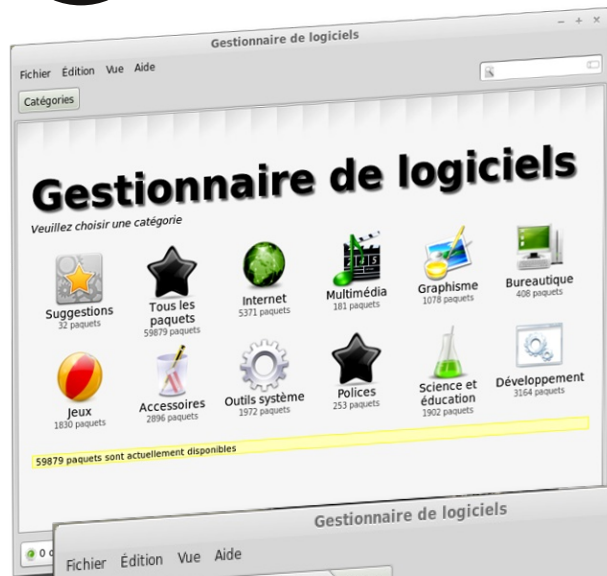 Gestionnaire de logiciels
Fichier Édition Vue Aide
Catégories
Gestionnaire de logiciels
Veuillez choisir une catégorie
Suggestions
32 paquets
Tous les
paquets
59879 paquets
Internet
5371 paquets
Multimédia
181 paquets
Graphisme
1078 paquets
Bureautique
408 paquets
Jeux
1830 paquets
Accessoires
2896 paquets
Outils système
1972 paquets
Polices
253 paquets
Science et
éducation
1902 paquets
Développement
3164 paquets
59879 paquets sont actuellement disponibles
0
Gestionnaire de logiciels
Fichier Édition Vue Aide